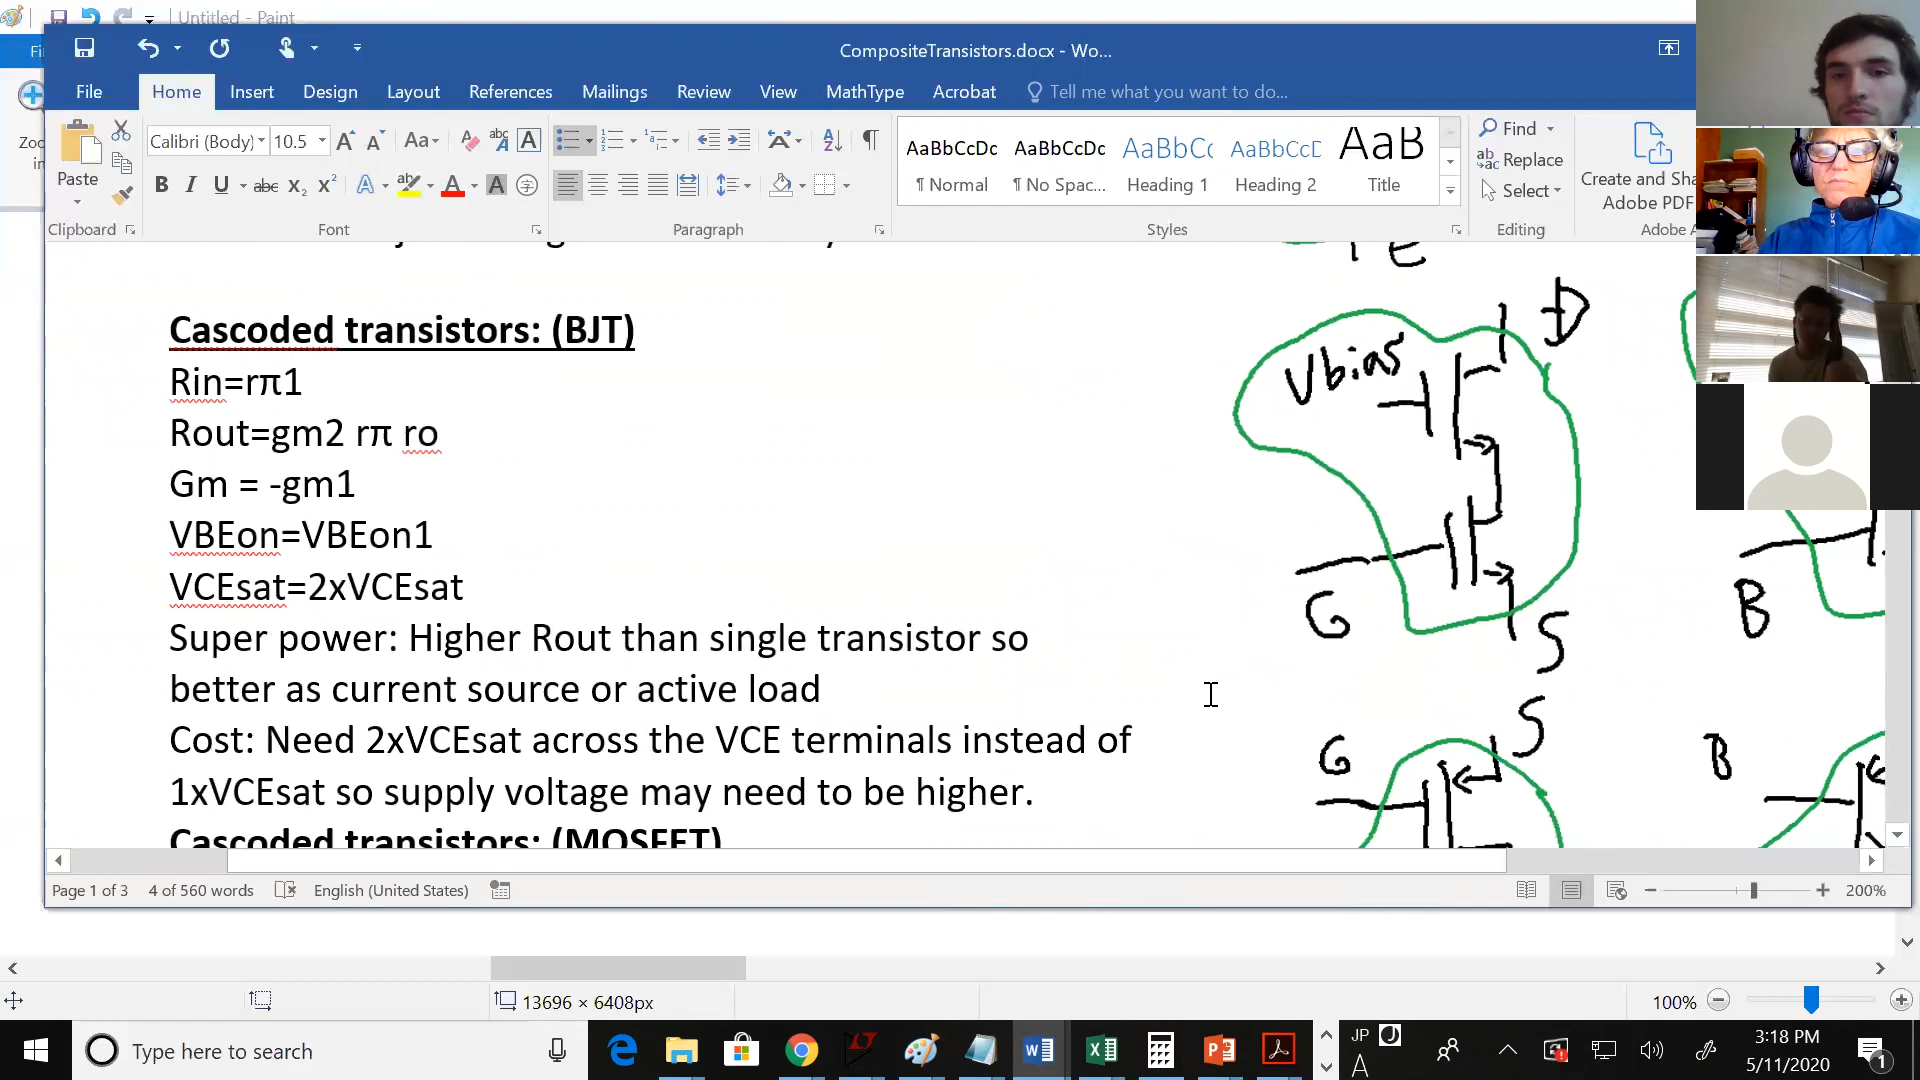 Untitled - Paint
CompositeTransistors.docx - Wo...
File Home Insert Design Layout References Mailings Review View MathType Acrobat Tell me what you want to do...
Paste
Calibri (Body) 10.5
Clipboard Font Paragraph
AaBbCcDc AaBbCcDc AaBbCc AaBbCcD AaB
¶ Normal ¶ No Spac... Heading 1 Heading 2 Title
Styles
Find
Replace
Select
Editing
Create and Sha
Adobe PDF
Adobe A
Cascoded transistors: (BJT)
Rin=rπ1
Rout=gm2 rπ ro
Gm = -gm1
VBEon=VBEon1
VCEsat=2xVCEsat
Super power: Higher Rout than single transistor so
better as current source or active load
Cost: Need 2xVCEsat across the VCE terminals instead of
1xVCEsat so supply voltage may need to be higher.
Cascoded transistors: (MOSFET)
E
D
Vbias
G
S
B
S
G
B
Page 1 of 3 4 of 560 words English (United States) 200%
13696 × 6408px 100%
Type here to search
JP
A
3:18 PM
5/11/2020
1